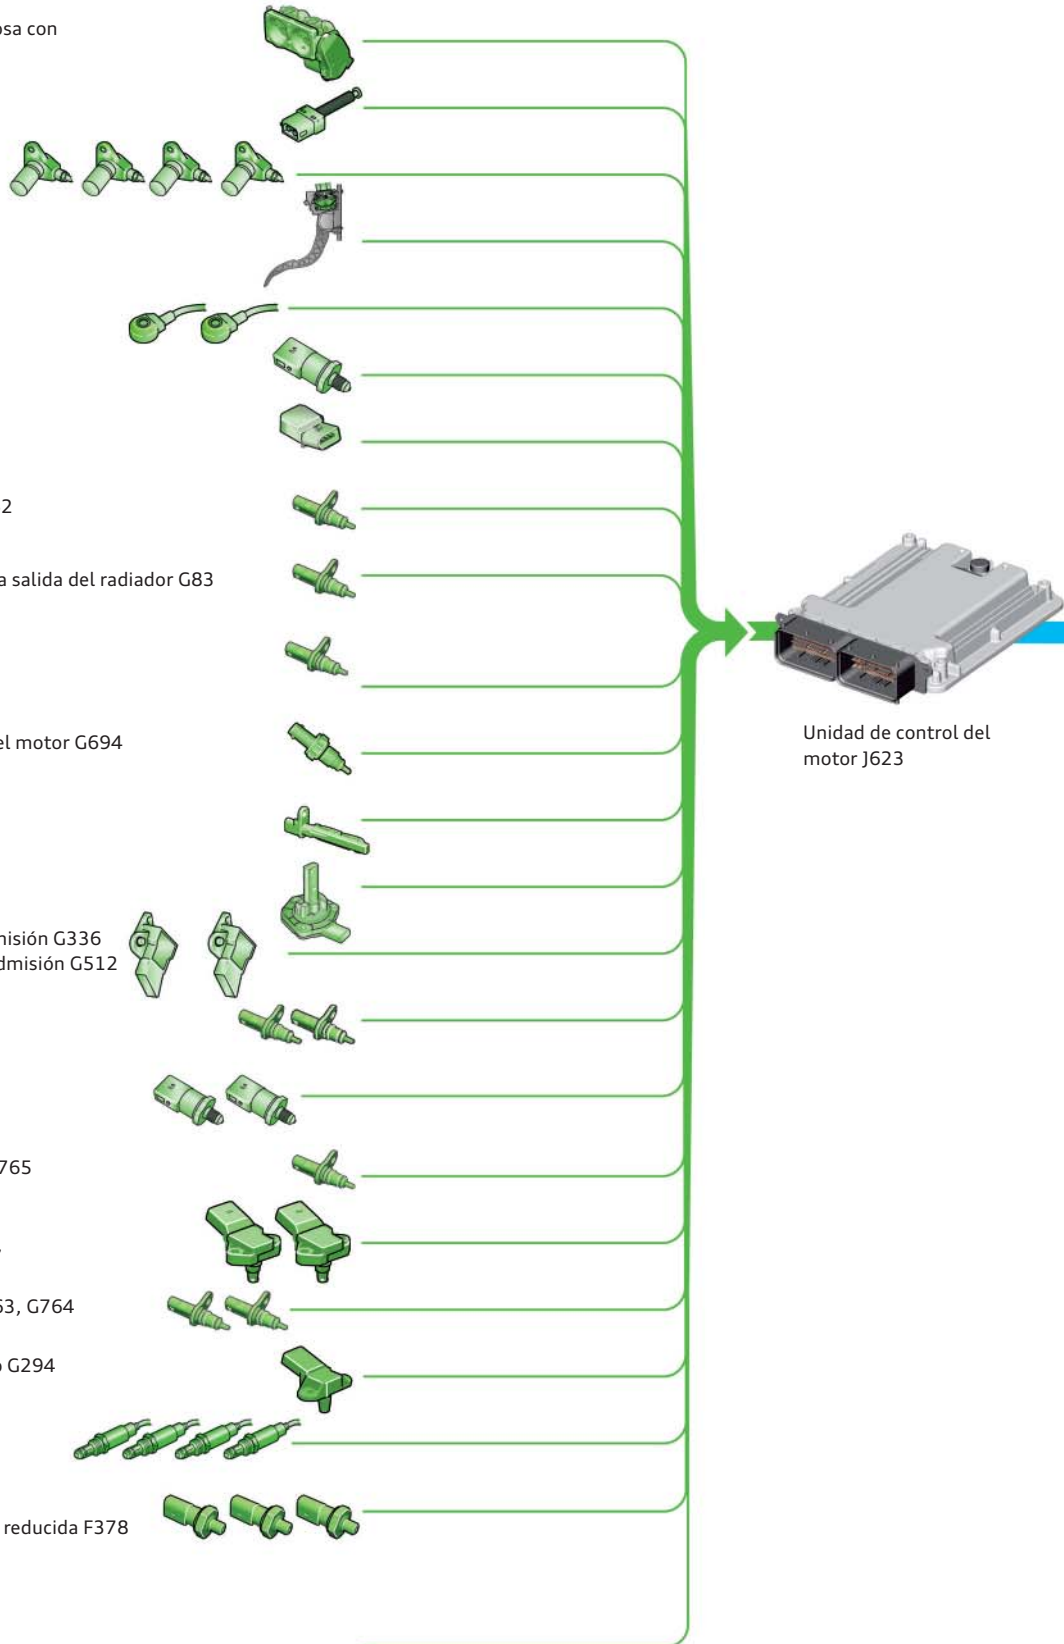 osa con
2
a salida del radiador G83
el motor G694
Unidad de control del
motor J623
misión G336
dmisión G512
765
63, G764
o G294
reducida F378